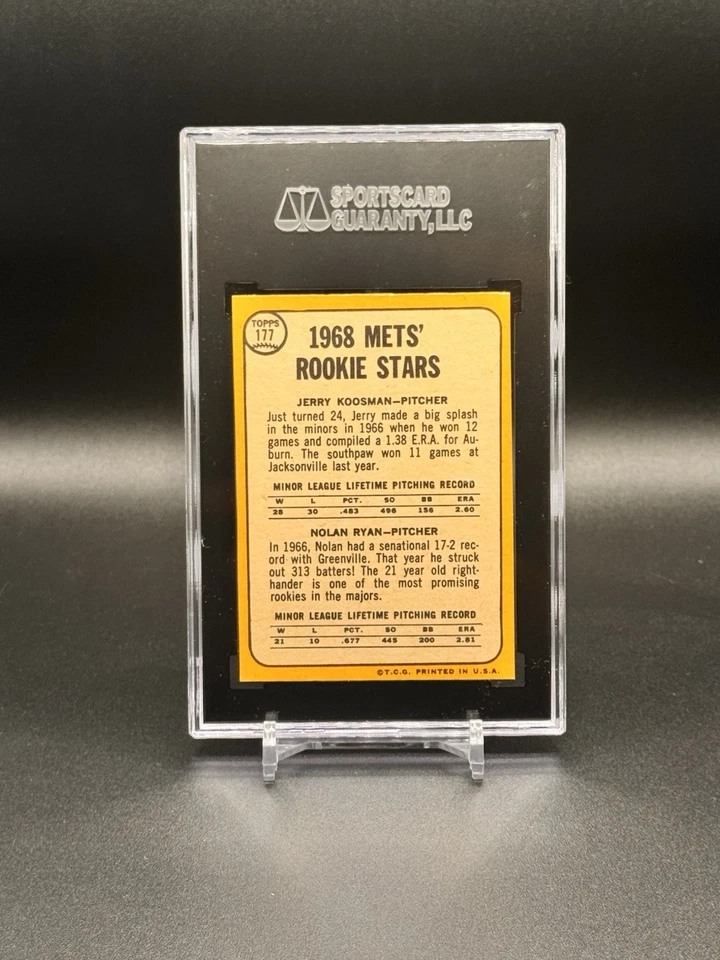 SPORTSCARD
GUARANTY, LLC
TOPPS
177
1968 METS'
ROOKIE STARS
JERRY KOOSMAN—PITCHER
Just turned 24, Jerry made a big splash
in the minors in 1966 when he won 12
games and compiled a 1.38 E.R.A. for Au-
burn. The southpaw won 11 games at
Jacksonville last year.
MINOR LEAGUE LIFETIME PITCHING RECORD
W L PCT. SO BB ERA
28 30 .483 496 156 2.60
NOLAN RYAN—PITCHER
In 1966, Nolan had a senational 17-2 rec-
ord with Greenville. That year he struck
out 313 batters! The 21 year old right-
hander is one of the most promising
rookies in the majors.
MINOR LEAGUE LIFETIME PITCHING RECORD
W L PCT. SO BB ERA
21 10 .677 445 200 2.81
©T.C.G. PRINTED IN U.S.A.